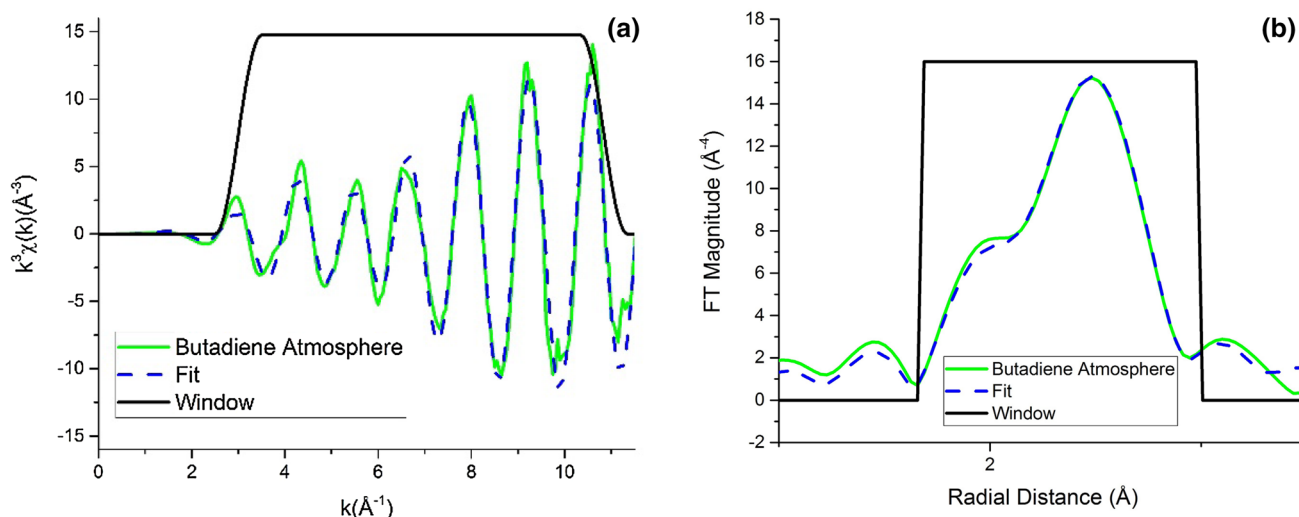 (a)
15
10
5
0
-5
-10
-15
k³χ(k)(Å⁻³)
Butadiene Atmosphere
Fit
Window
0
2
4
6
8
10
k(Å⁻¹)
(b)
18
16
14
12
10
8
6
4
2
0
-2
FT Magnitude (Å⁻⁴)
Butadiene Atmosphere
Fit
Window
2
Radial Distance (Å)